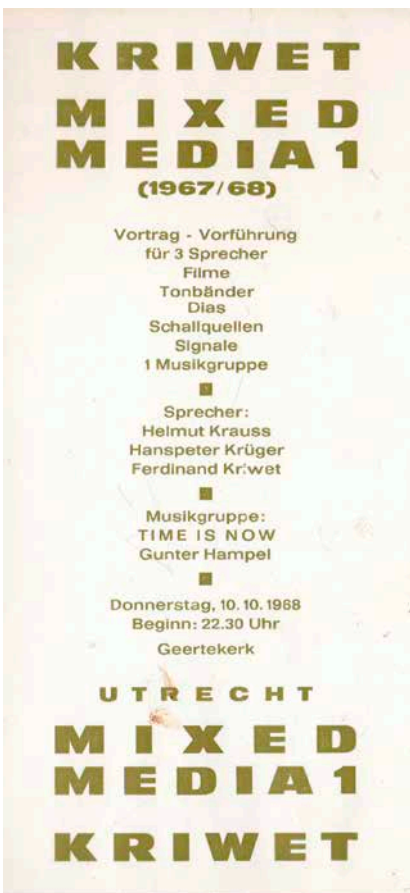 KRIWET
MIXED
MEDIA1
(1967/68)
Vortrag - Vorführung
für 3 Sprecher
Filme
Tonbänder
Dias
Schallquellen
Signale
1 Musikgruppe
Sprecher:
Helmut Krauss
Hanspeter Krüger
Ferdinand Kriwet
Musikgruppe:
TIME IS NOW
Gunter Hampel
Donnerstag, 10.10.1968
Beginn: 22.30 Uhr
Geertekerk
UTRECHT
MIXED
MEDIA1
KRIWET